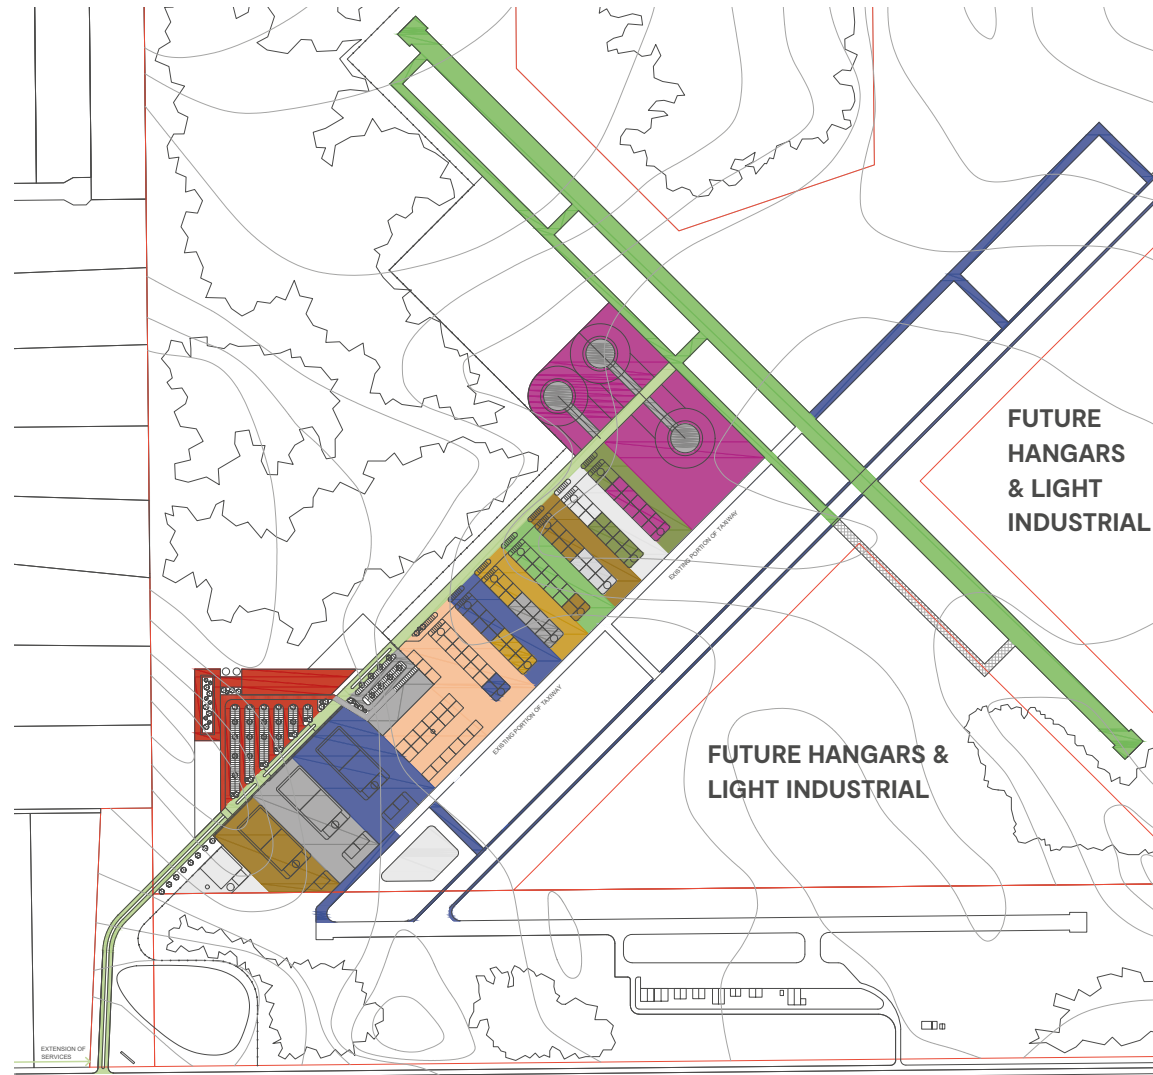 FUTURE
HANGARS
& LIGHT
INDUSTRIAL
EXISTING PORTION OF TAXIWAY
EXISTING PORTION OF TAXIWAY
FUTURE HANGARS &
LIGHT INDUSTRIAL
EXTENSION OF
SERVICES